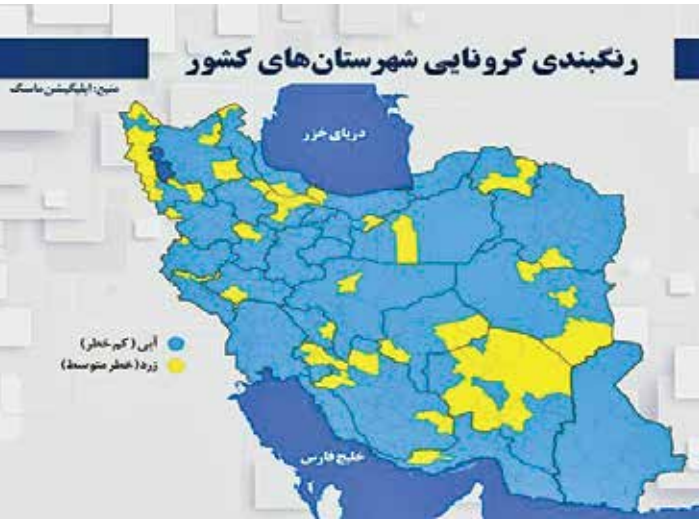 رنگبندی کرونایی شهرستان‌های کشور
منبع: اپلیکیشن ماسک
دریای خزر
آبی (کم خطر)
زرد (خطر متوسط)
خلیج فارس